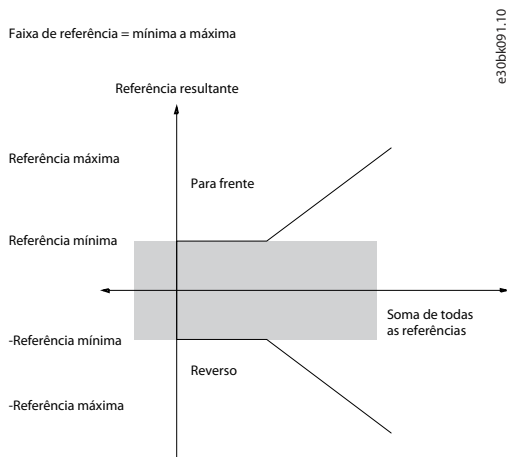 Faixa de referência = mínima a máxima
e30bk091.10
Referência resultante
Referência máxima
Para frente
Referência mínima
Soma de todas
as referências
-Referência mínima
Reverso
-Referência máxima